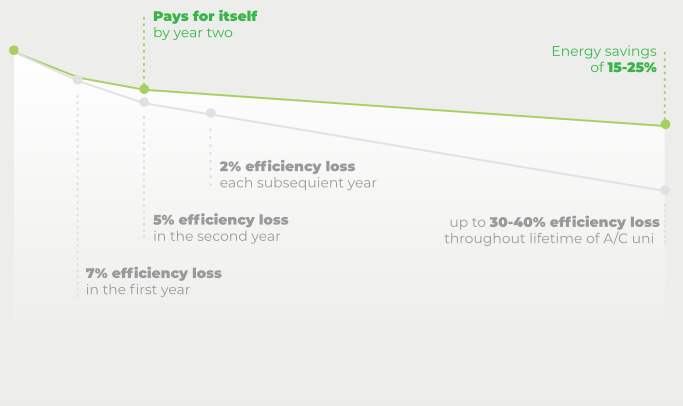 Pays for itself
by year two
Energy savings
of 15-25%
2% efficiency loss
each subsequient year
5% efficiency loss
in the second year
up to 30-40% efficiency loss
throughout lifetime of A/C uni
7% efficiency loss
in the first year